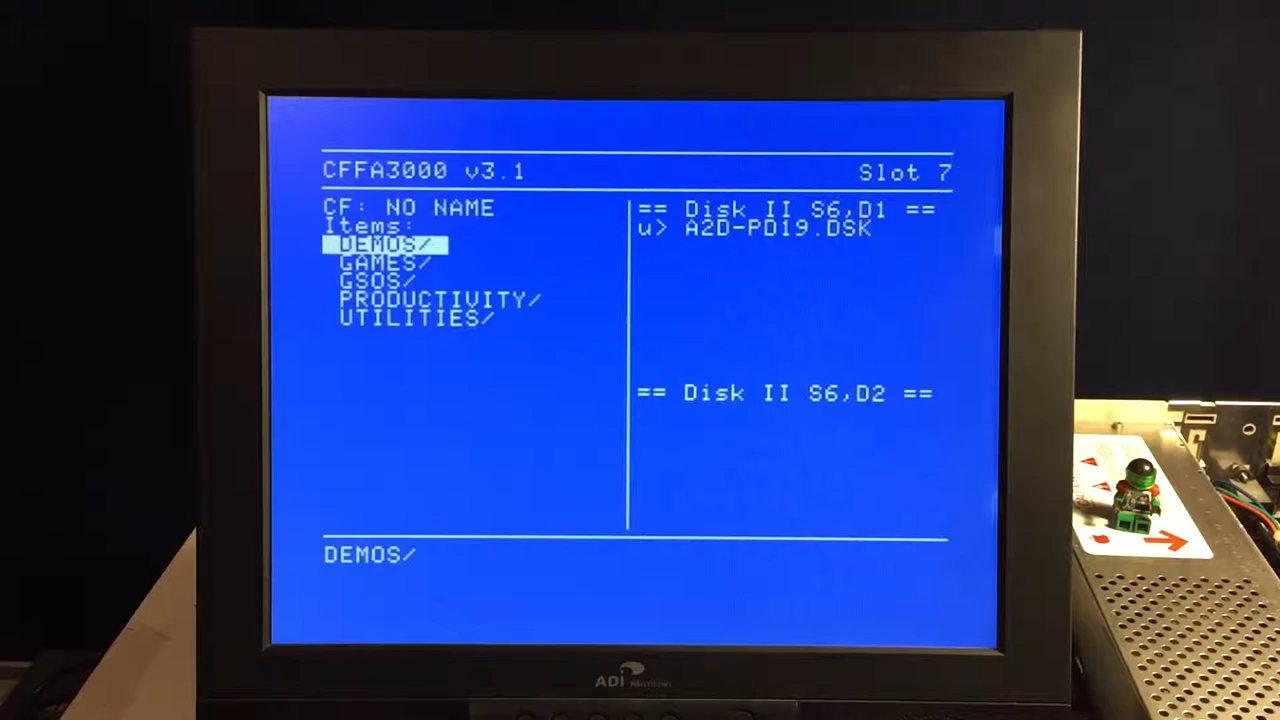 CFFA3000 v3.1 Slot 7
CF: NO NAME
Items:
DEMOS/
GAMES/
GSOS/
PRODUCTIVITY/
UTILITIES/
== Disk II S6,D1 ==
u> A2D-PD19.DSK
== Disk II S6,D2 ==
DEMOS/
ADI